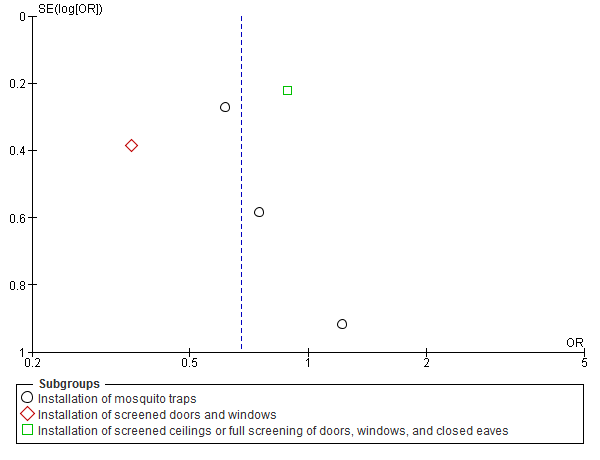 SE(log[OR])
0
0.2
0.4
0.6
0.8
1
OR
0.2 0.5 1 2 5
Subgroups
Installation of mosquito traps
Installation of screened doors and windows
Installation of screened ceilings or full screening of doors, windows, and closed eaves